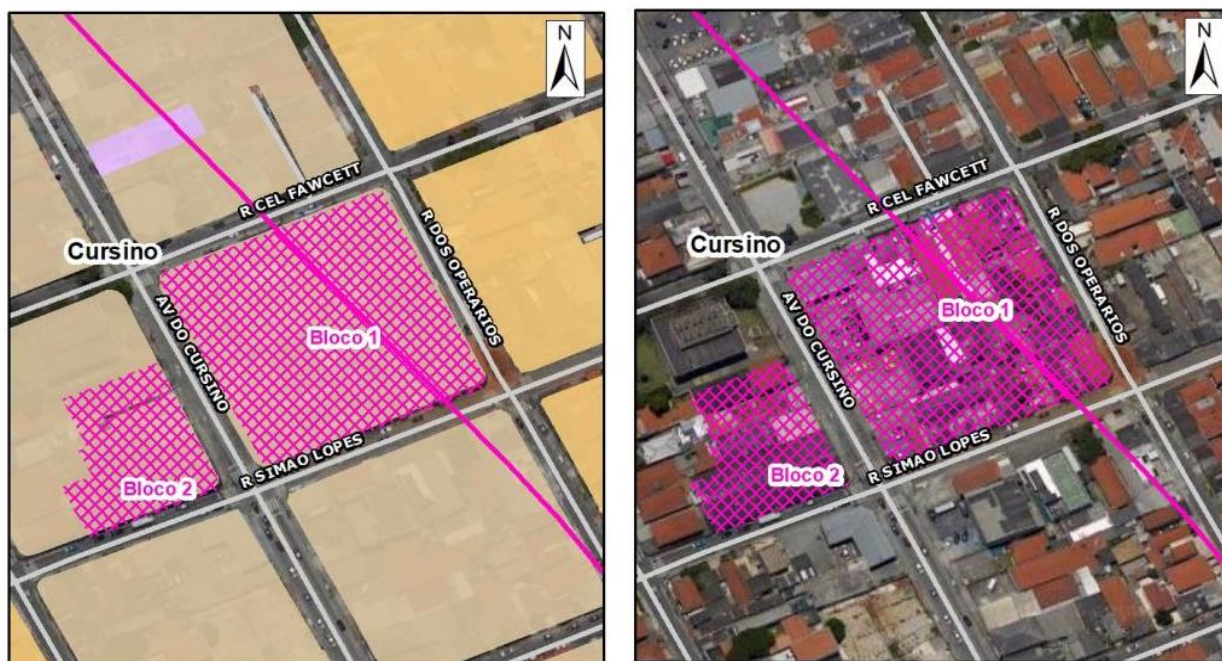 N
R CEL FAWCETT
Cursino
R DOS OPERARIOS
AV DO CURSINO
Bloco 1
R SIMAO LOPES
Bloco 2
N
R CEL FAWCETT
Cursino
R DOS OPERARIOS
AV DO CURSINO
Bloco 1
R SIMAO LOPES
Bloco 2